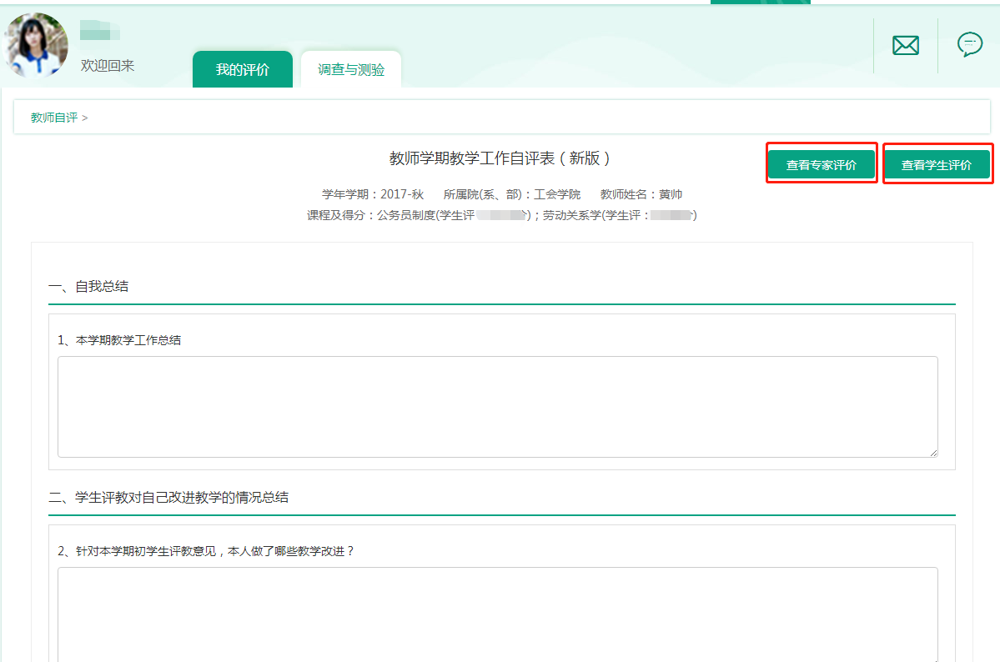 欢迎回来
我的评价
调查与测验
教师自评 >
教师学期教学工作自评表（新版）
查看专家评价
查看学生评价
学年学期：2017-秋 所属院(系、部)：工会学院 教师姓名：黄帅
课程及得分：公务员制度(学生评 )；劳动关系学(学生评： )
一、自我总结
1、本学期教学工作总结
二、学生评教对自己改进教学的情况总结
2、针对本学期初学生评教意见，本人做了哪些教学改进？